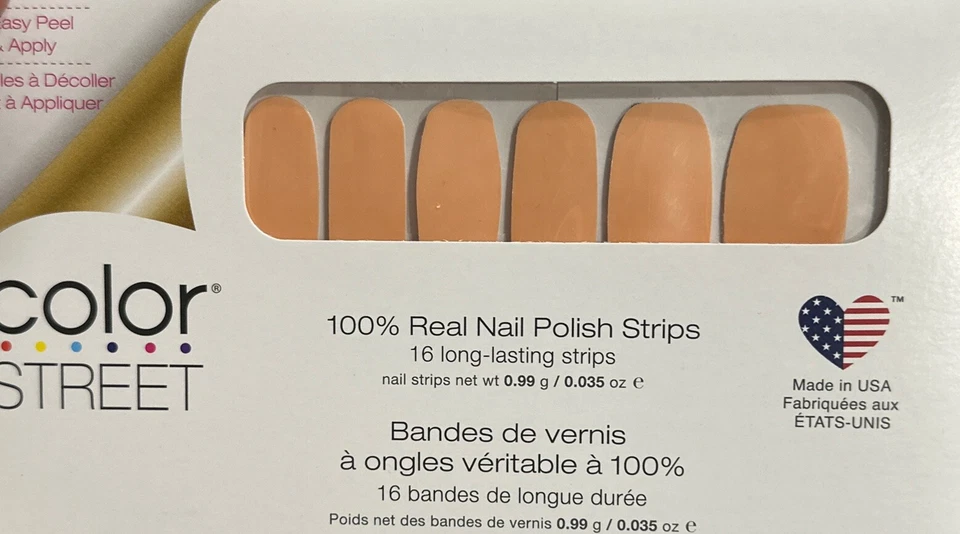 asy Peel
& Apply
les à Décoller
à Appliquer
color®
STREET
100% Real Nail Polish Strips
16 long-lasting strips
nail strips net wt 0.99 g / 0.035 oz e
Bandes de vernis
à ongles véritable à 100%
16 bandes de longue durée
Poids net des bandes de vernis 0.99 g / 0.035 oz e
TM
Made in USA
Fabriquées aux
ÉTATS-UNIS